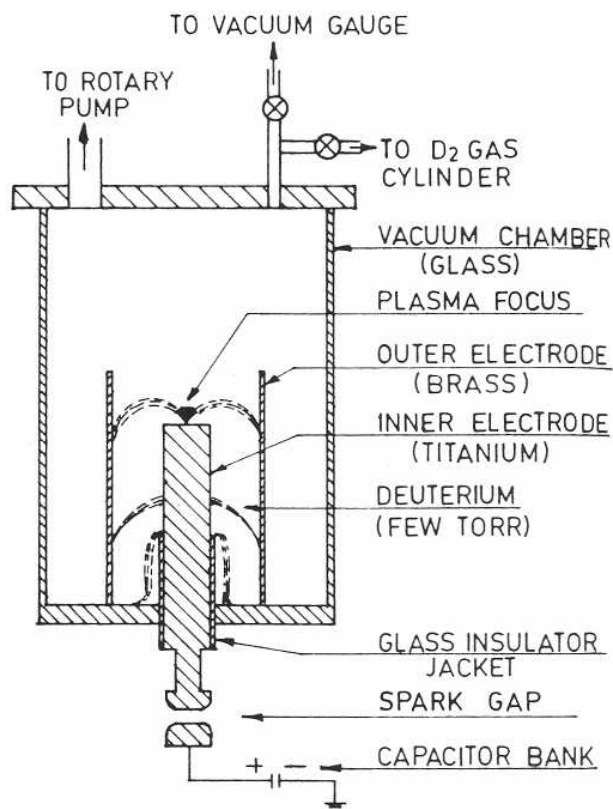 TO VACUUM GAUGE
TO ROTARY
PUMP
TO D₂ GAS
CYLINDER
VACUUM CHAMBER
(GLASS)
PLASMA FOCUS
OUTER ELECTRODE
(BRASS)
INNER ELECTRODE
(TITANIUM)
DEUTERIUM
(FEW TORR)
GLASS INSULATOR
JACKET
SPARK GAP
+ −
CAPACITOR BANK